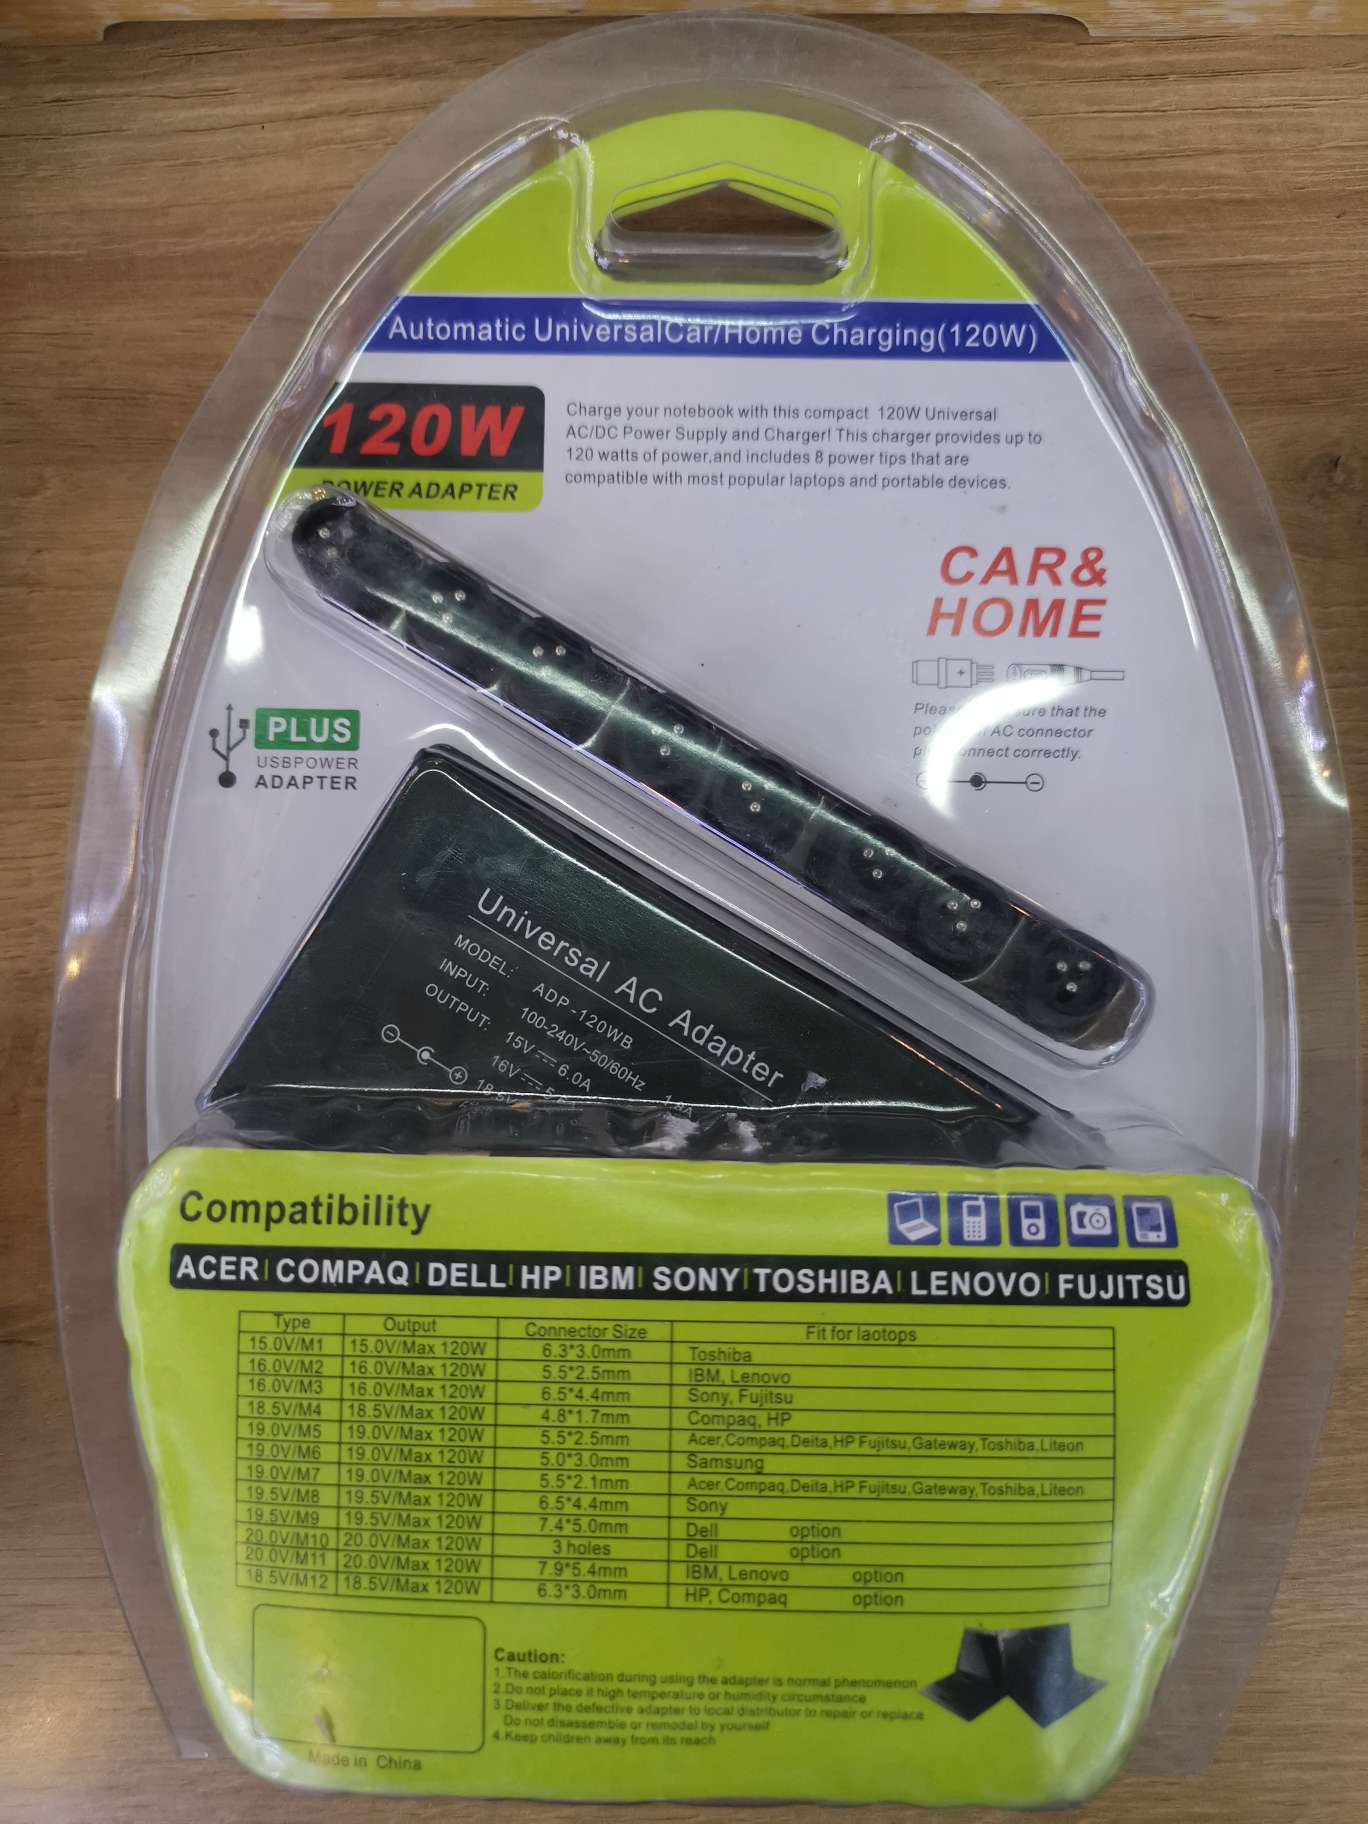 Automatic UniversalCar/Home Charging(120W)
120W
POWER ADAPTER
Charge your notebook with this compact 120W Universal
AC/DC Power Supply and Charger! This charger provides up to
120 watts of power,and includes 8 power tips that are
compatible with most popular laptops and portable devices.
CAR&
HOME
that the
AC connector
correctly.
PLUS
USBPOWER
ADAPTER
Universal AC Adapter
MODEL: ADP-120WB
INPUT: 100-240V~50/60Hz 1.8A
OUTPUT: 15V 6.0A
16V
18.5V
Compatibility
ACER COMPAQ DELL HP IBM SONY TOSHIBA LENOVO FUJITSU
Type Output Connector Size Fit for laotops
15.0V/M1 15.0V/Max 120W 6.3*3.0mm Toshiba
16.0V/M2 16.0V/Max 120W 5.5*2.5mm IBM, Lenovo
16.0V/M3 16.0V/Max 120W 6.5*4.4mm Sony, Fujitsu
18.5V/M4 18.5V/Max 120W 4.8*1.7mm Compaq, HP
19.0V/M5 19.0V/Max 120W 5.5*2.5mm Acer,Compaq,Deita,HP Fujitsu,Gateway,Toshiba,Liteon
19.0V/M6 19.0V/Max 120W 5.0*3.0mm Samsung
19.0V/M7 19.0V/Max 120W 5.5*2.1mm Acer,Compaq,Deita,HP Fujitsu,Gateway,Toshiba,Liteon
19.5V/M8 19.5V/Max 120W 6.5*4.4mm Sony
19.5V/M9 19.5V/Max 120W 7.4*5.0mm Dell option
20.0V/M10 20.0V/Max 120W 3 holes Dell option
20.0V/M11 20.0V/Max 120W 7.9*5.4mm IBM, Lenovo option
18.5V/M12 18.5V/Max 120W 6.3*3.0mm HP, Compaq option
Caution:
1.The calorification during using the adapter is normal phenomenon
2.Do not place it high temperature or humidity circumstance
3.Deliver the defective adapter to local distributor to repair or replace
Do not disassemble or remodel by yourself
4.Keep children away from its reach
Made in China